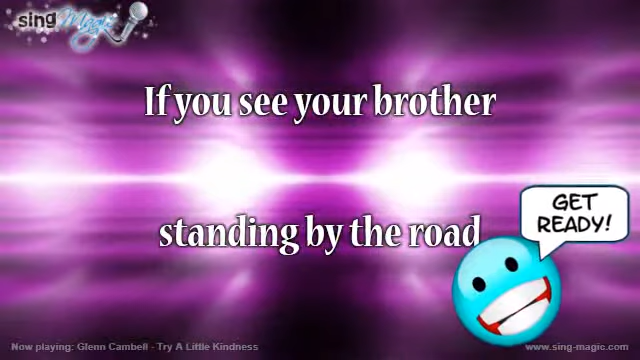 sing Magic
If you see your brother
standing by the road
GET
READY!
Now playing: Glenn Cambell - Try A Little Kindness
www.sing-magic.com